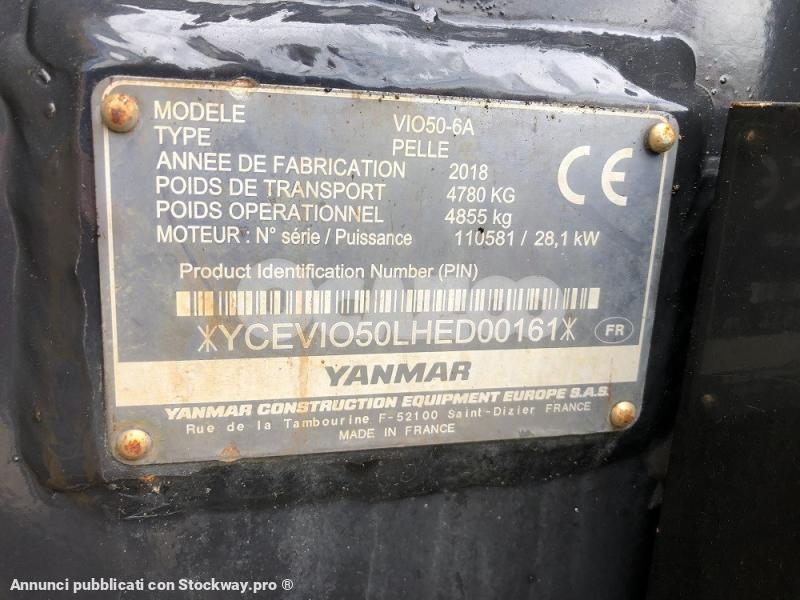 MODELE VIO50-6A
TYPE PELLE
ANNEE DE FABRICATION 2018
POIDS DE TRANSPORT 4780 KG
POIDS OPERATIONNEL 4855 kg
MOTEUR : N° série / Puissance 110581 / 28,1 kW
CE
Product Identification Number (PIN)
YCEVIO50LHED00161 FR
YANMAR
YANMAR CONSTRUCTION EQUIPMENT EUROPE S.A.S.
Rue de la Tambourine F-52100 Saint-Dizier FRANCE
MADE IN FRANCE
Annunci pubblicati con Stockway.pro ®